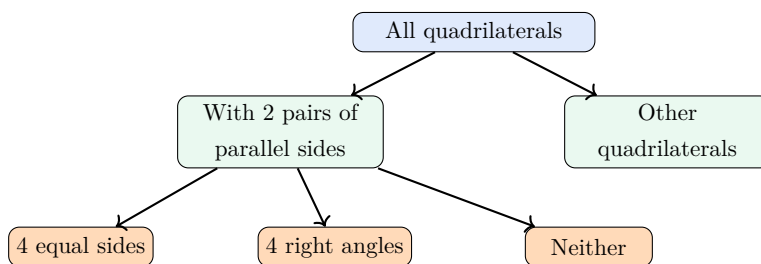 All quadrilaterals
With 2 pairs of
parallel sides
Other
quadrilaterals
4 equal sides
4 right angles
Neither